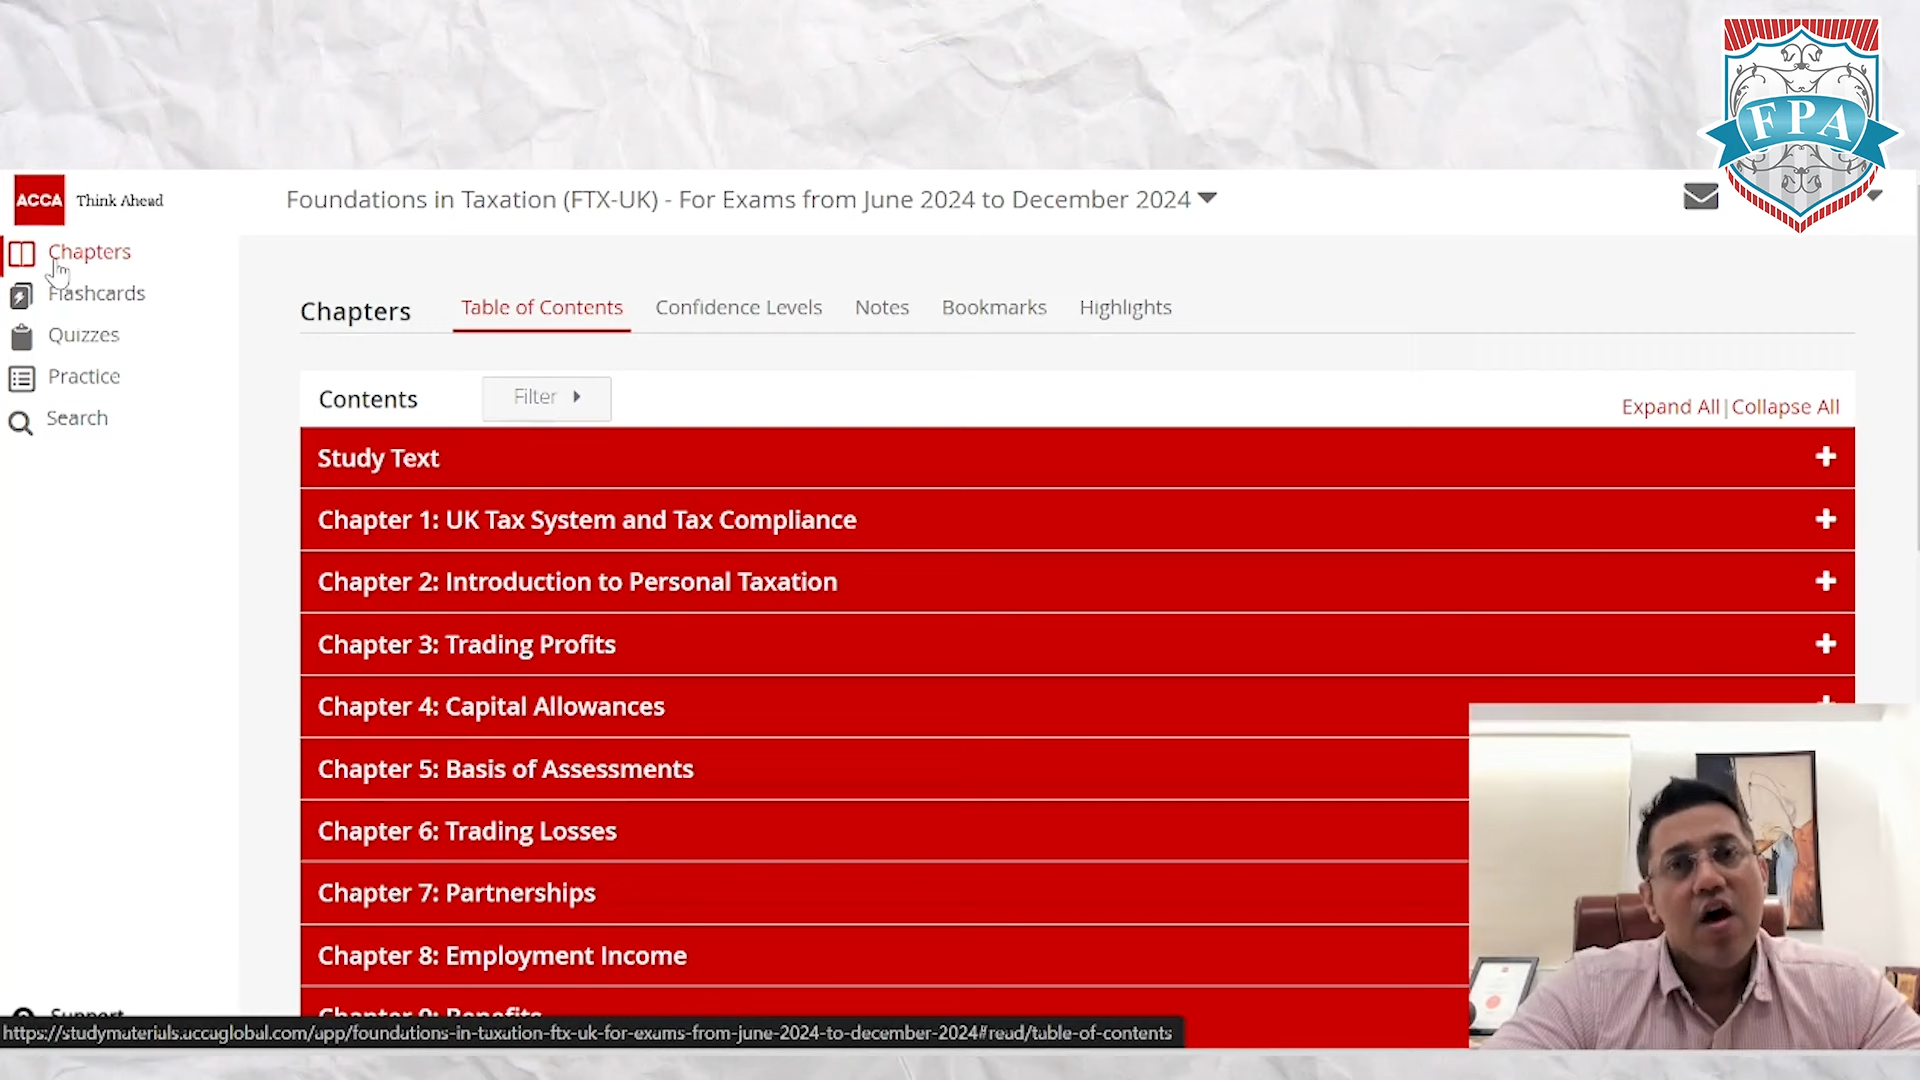 FPA
ACCA Think Ahead
Foundations in Taxation (FTX-UK) - For Exams from June 2024 to December 2024
Chapters
Flashcards
Quizzes
Practice
Search
Support
Chapters Table of Contents Confidence Levels Notes Bookmarks Highlights
Contents Filter Expand All|Collapse All
Study Text
Chapter 1: UK Tax System and Tax Compliance
Chapter 2: Introduction to Personal Taxation
Chapter 3: Trading Profits
Chapter 4: Capital Allowances
Chapter 5: Basis of Assessments
Chapter 6: Trading Losses
Chapter 7: Partnerships
Chapter 8: Employment Income
Chapter 9: Benefits
https://studymaterials.accaglobal.com/app/foundations-in-taxation-ftx-uk-for-exams-from-june-2024-to-december-2024#read/table-of-contents